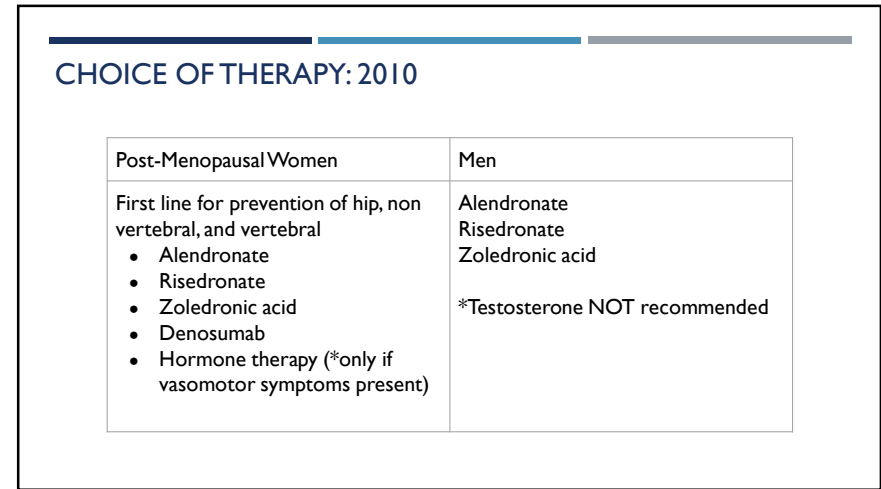 CHOICE OF THERAPY: 2010
Post-Menopausal Women
Men
First line for prevention of hip, non
vertebral, and vertebral
● Alendronate
● Risedronate
● Zoledronic acid
● Denosumab
● Hormone therapy (*only if
vasomotor symptoms present)
Alendronate
Risedronate
Zoledronic acid
*Testosterone NOT recommended